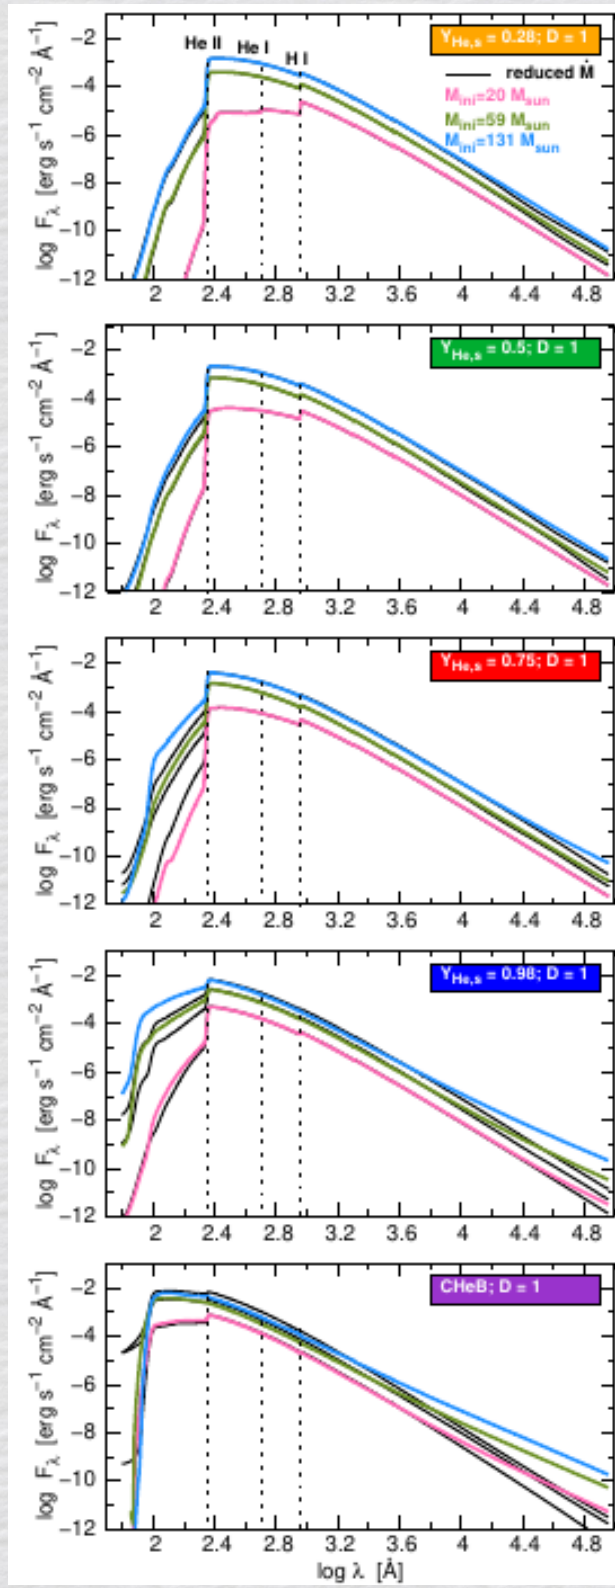 He II He I H I
Y_He,s = 0.28; D = 1
reduced Ṁ
M_ini=20 M_sun
M_ini=59 M_sun
M_ini=131 M_sun
log F_λ [erg s⁻¹ cm⁻² Å⁻¹]
−2
−4
−6
−8
−10
−12
2 2.4 2.8 3.2 3.6 4 4.4 4.8
Y_He,s = 0.5; D = 1
log F_λ [erg s⁻¹ cm⁻² Å⁻¹]
−2
−4
−6
−8
−10
−12
2 2.4 2.8 3.2 3.6 4 4.4 4.8
Y_He,s = 0.75; D = 1
log F_λ [erg s⁻¹ cm⁻² Å⁻¹]
−2
−4
−6
−8
−10
−12
2 2.4 2.8 3.2 3.6 4 4.4 4.8
Y_He,s = 0.98; D = 1
log F_λ [erg s⁻¹ cm⁻² Å⁻¹]
−2
−4
−6
−8
−10
−12
2 2.4 2.8 3.2 3.6 4 4.4 4.8
CHeB; D = 1
log F_λ [erg s⁻¹ cm⁻² Å⁻¹]
−2
−4
−6
−8
−10
−12
2 2.4 2.8 3.2 3.6 4 4.4 4.8
log λ [Å]